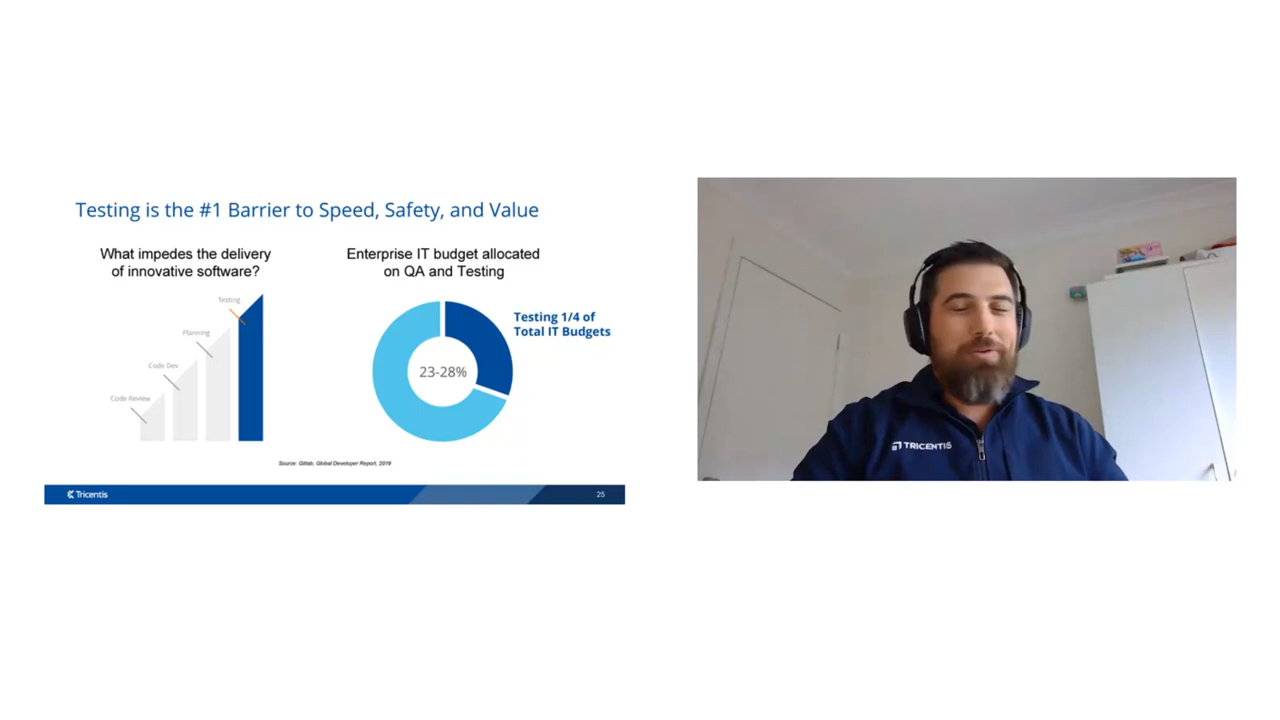 Testing is the #1 Barrier to Speed, Safety, and Value
What impedes the delivery
of innovative software?
Testing
Planning
Code Dev
Code Review
Enterprise IT budget allocated
on QA and Testing
Testing 1/4 of
Total IT Budgets
23-28%
Source: Gitlab, Global Developer Report, 2019
Tricentis
25
TRICENTIS